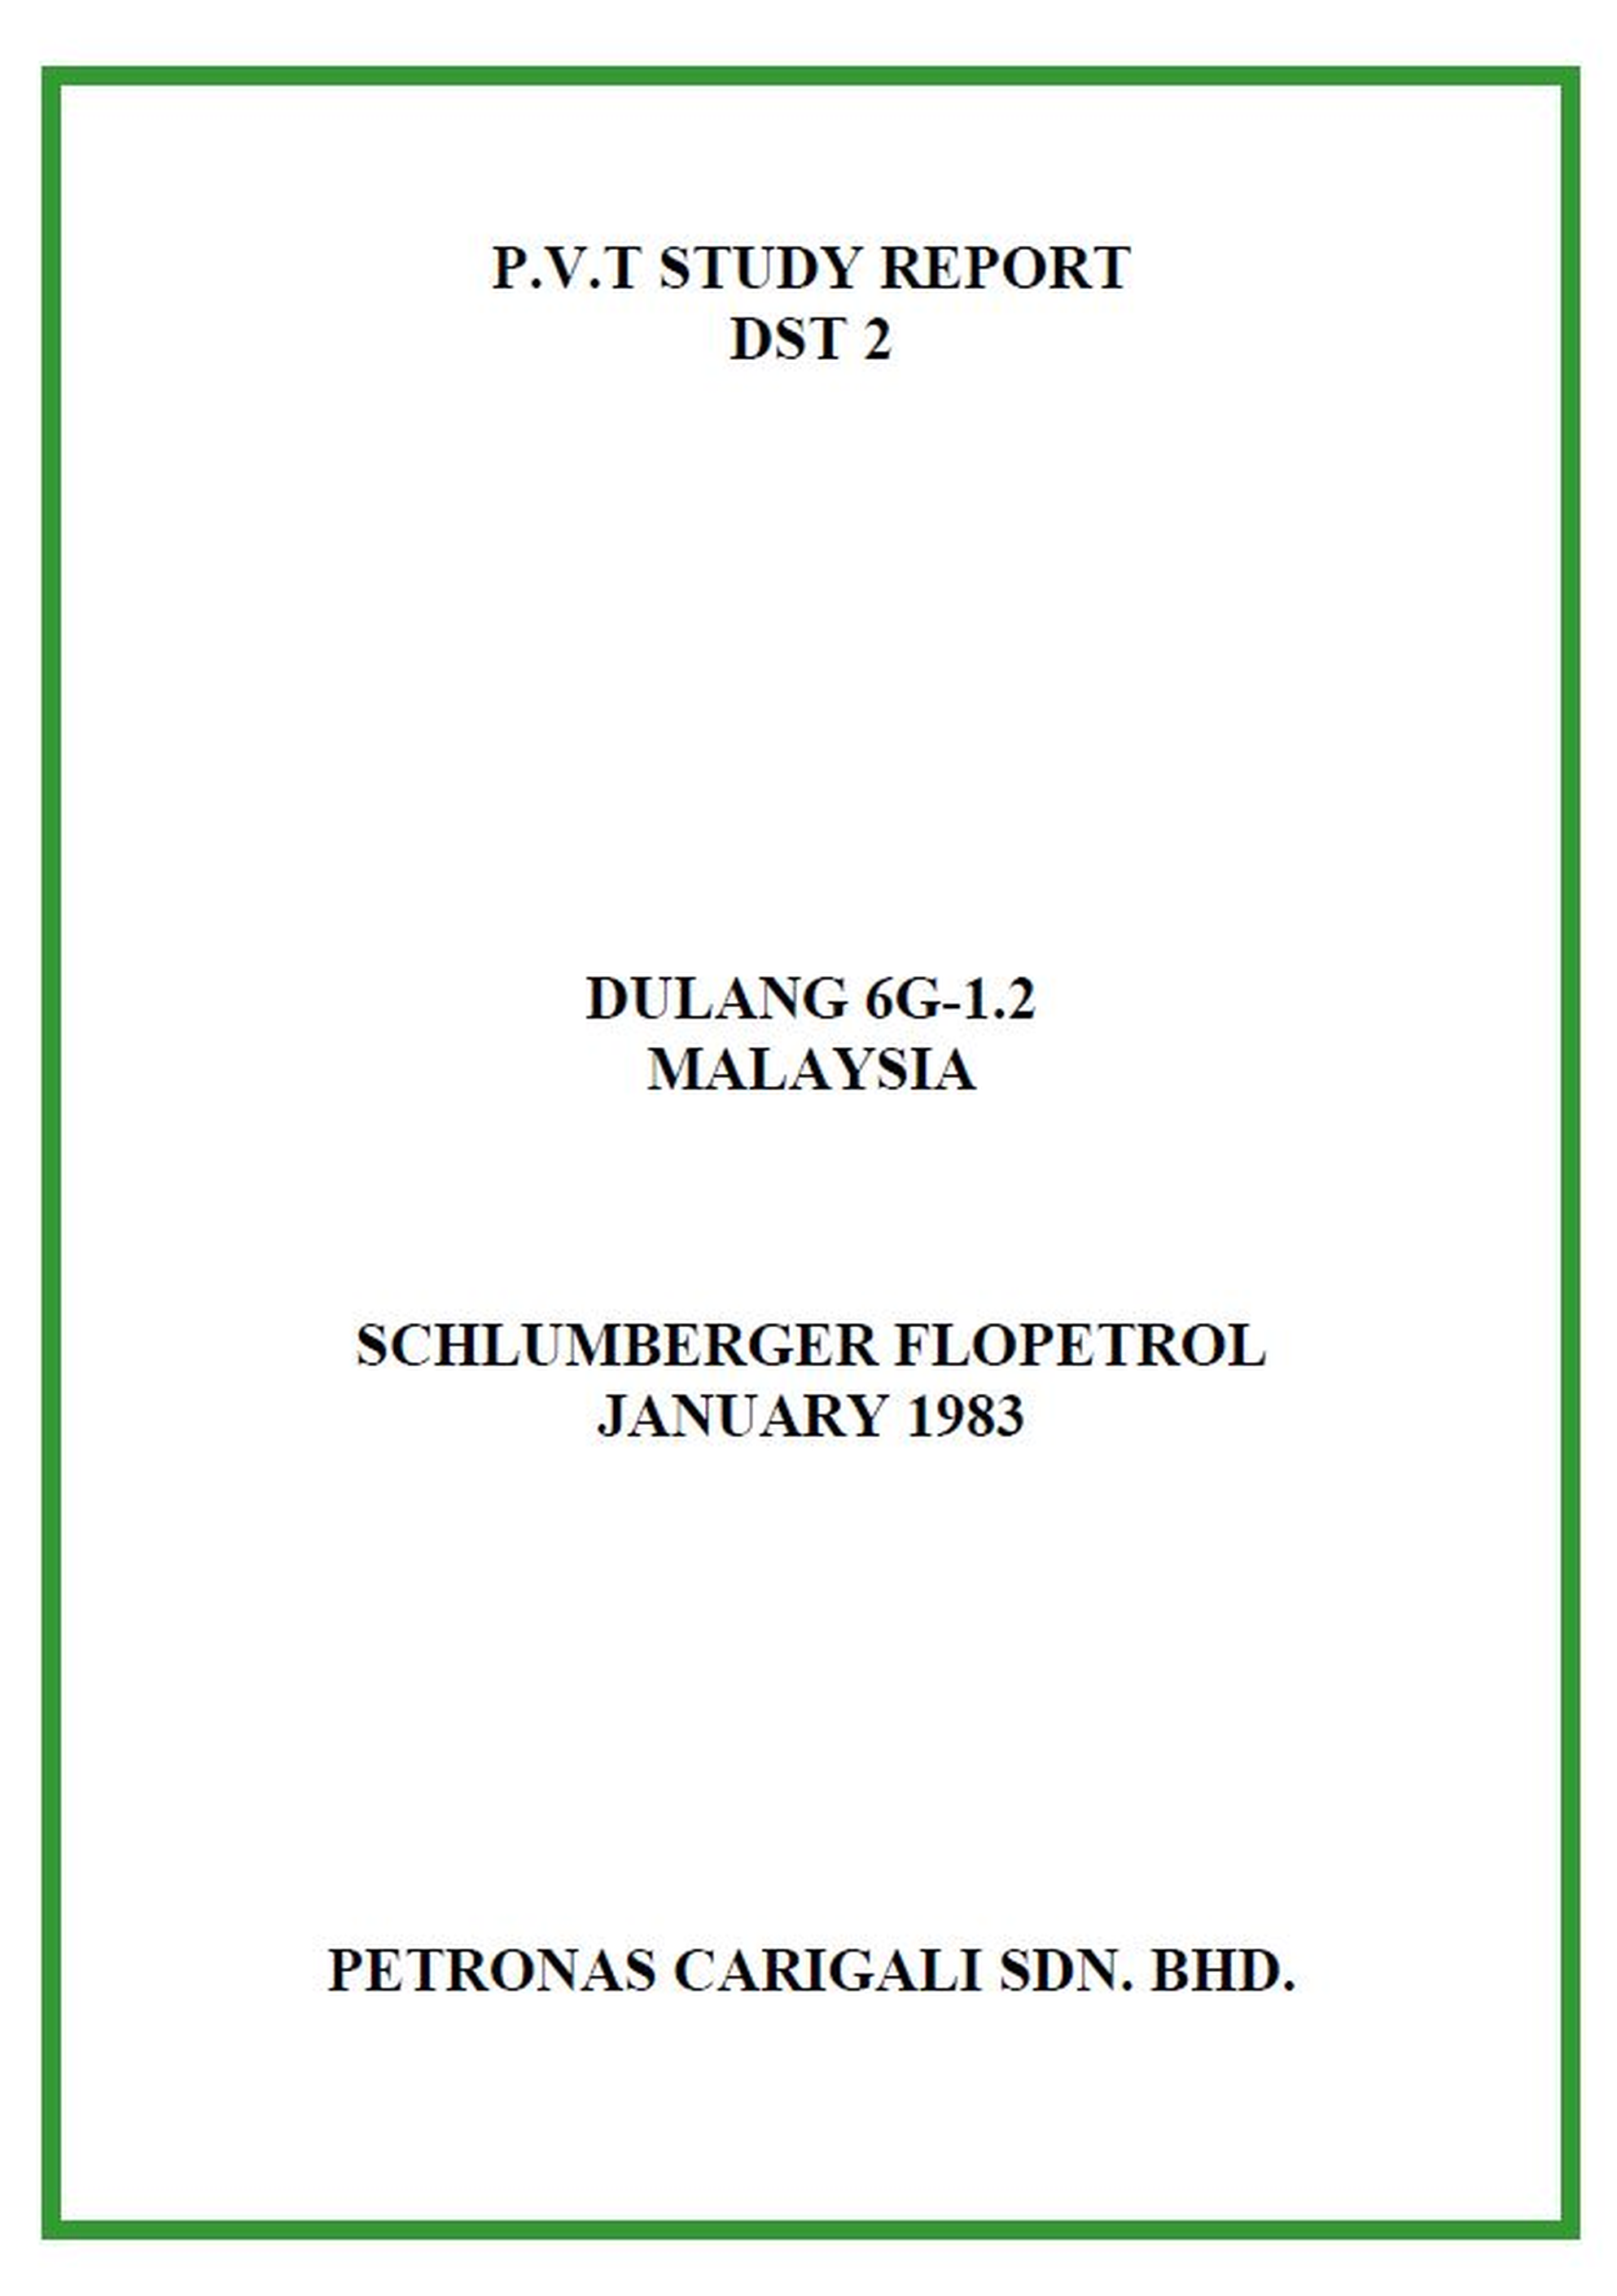 P.V.T STUDY REPORT
DST 2
DULANG 6G-1.2
MALAYSIA
SCHLUMBERGER FLOPETROL
JANUARY 1983
PETRONAS CARIGALI SDN. BHD.